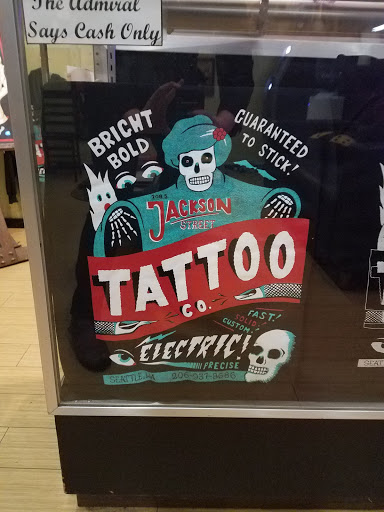 The Admiral
Says Cash Only
BRIGHT
BOLD
GUARANTEED
TO STICK!
JACKSON
STREET
TATTOO
CO.
FAST!
SOLID
CUSTOM!
ELECTRIC!
PRECISE
SEATTLE, WA